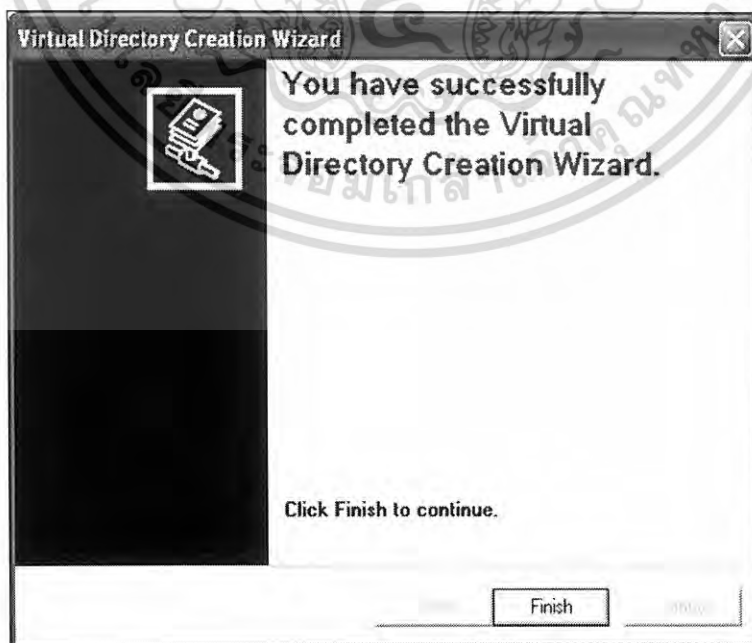 Virtual Directory Creation Wizard
You have successfully
completed the Virtual
Directory Creation Wizard.
Click Finish to continue.
Finish